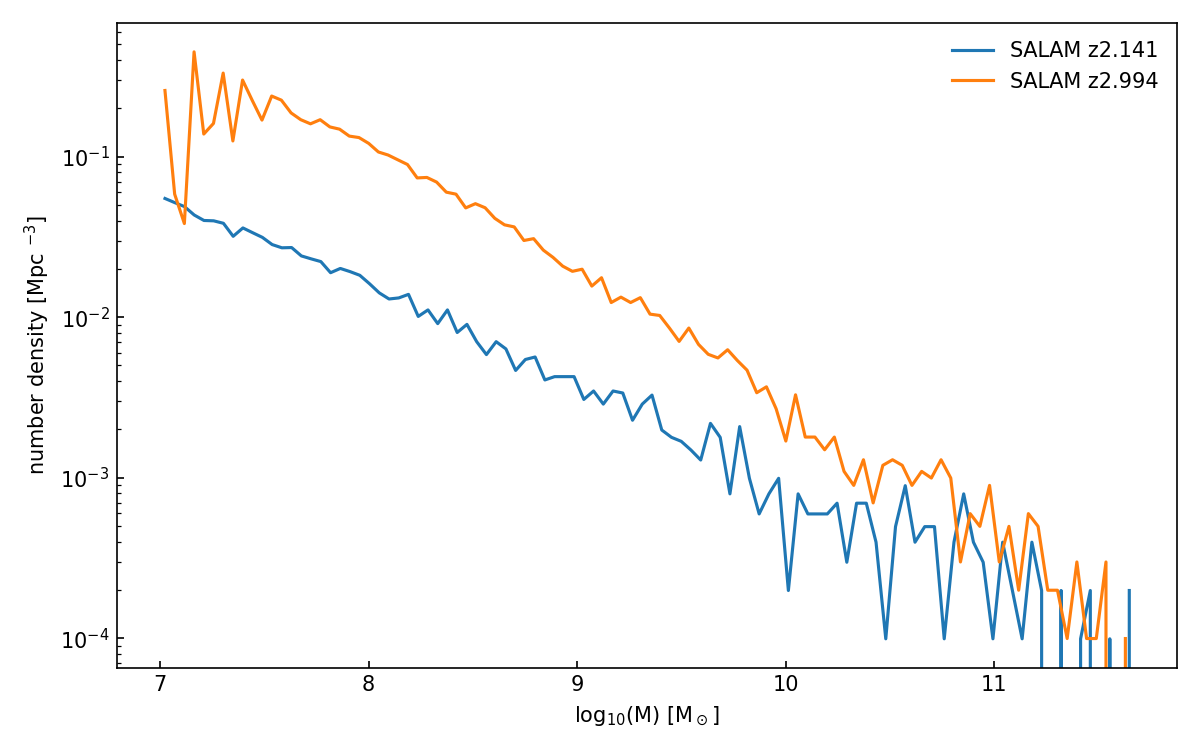 SALAM z2.141
SALAM z2.994
number density [Mpc ⁻³]
10⁻¹
10⁻²
10⁻³
10⁻⁴
7 8 9 10 11
log₁₀(M) [M_⊙]